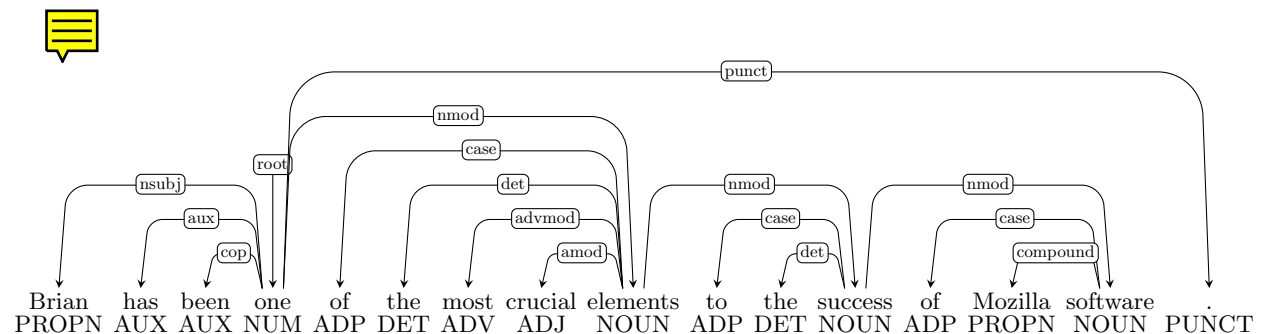 punct
nmod
case
root
nsubj det nmod nmod
aux advmod case case
cop amod det compound
Brian has been one of the most crucial elements to the success of Mozilla software .
PROPN AUX AUX NUM ADP DET ADV ADJ NOUN ADP DET NOUN ADP PROPN NOUN PUNCT